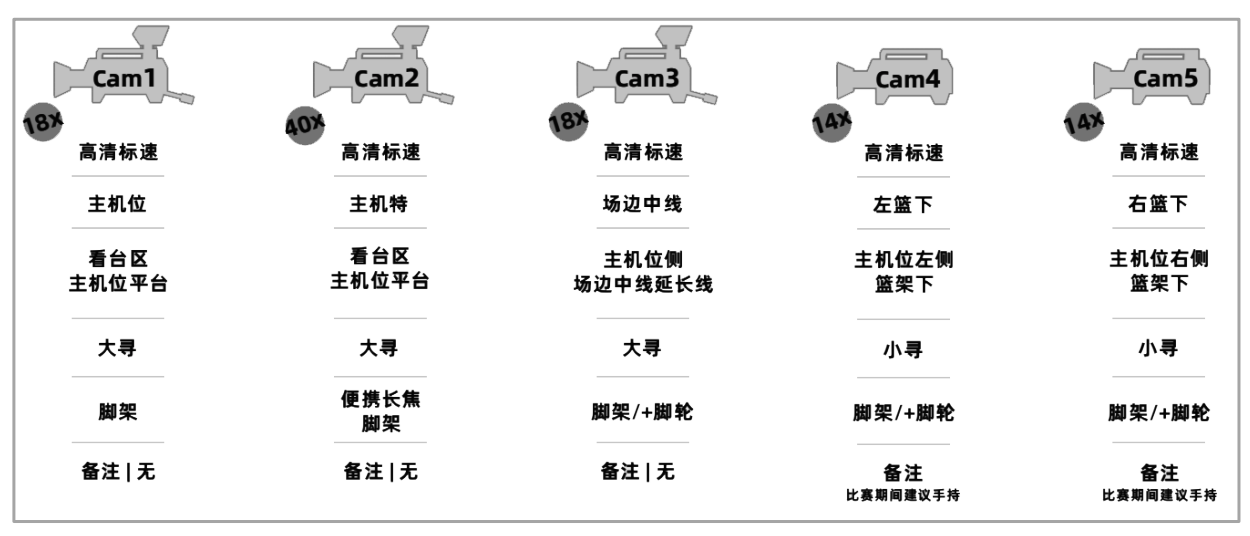 Cam1
18x
高清标速
主机位
看台区
主机位平台
大寻
脚架
备注 | 无
Cam2
40x
高清标速
主机特
看台区
主机位平台
大寻
便携长焦
脚架
备注 | 无
Cam3
18x
高清标速
场边中线
主机位侧
场边中线延长线
大寻
脚架/+脚轮
备注 | 无
Cam4
14x
高清标速
左篮下
主机位左侧
篮架下
小寻
脚架/+脚轮
备注
比赛期间建议手持
Cam5
14x
高清标速
右篮下
主机位右侧
篮架下
小寻
脚架/+脚轮
备注
比赛期间建议手持